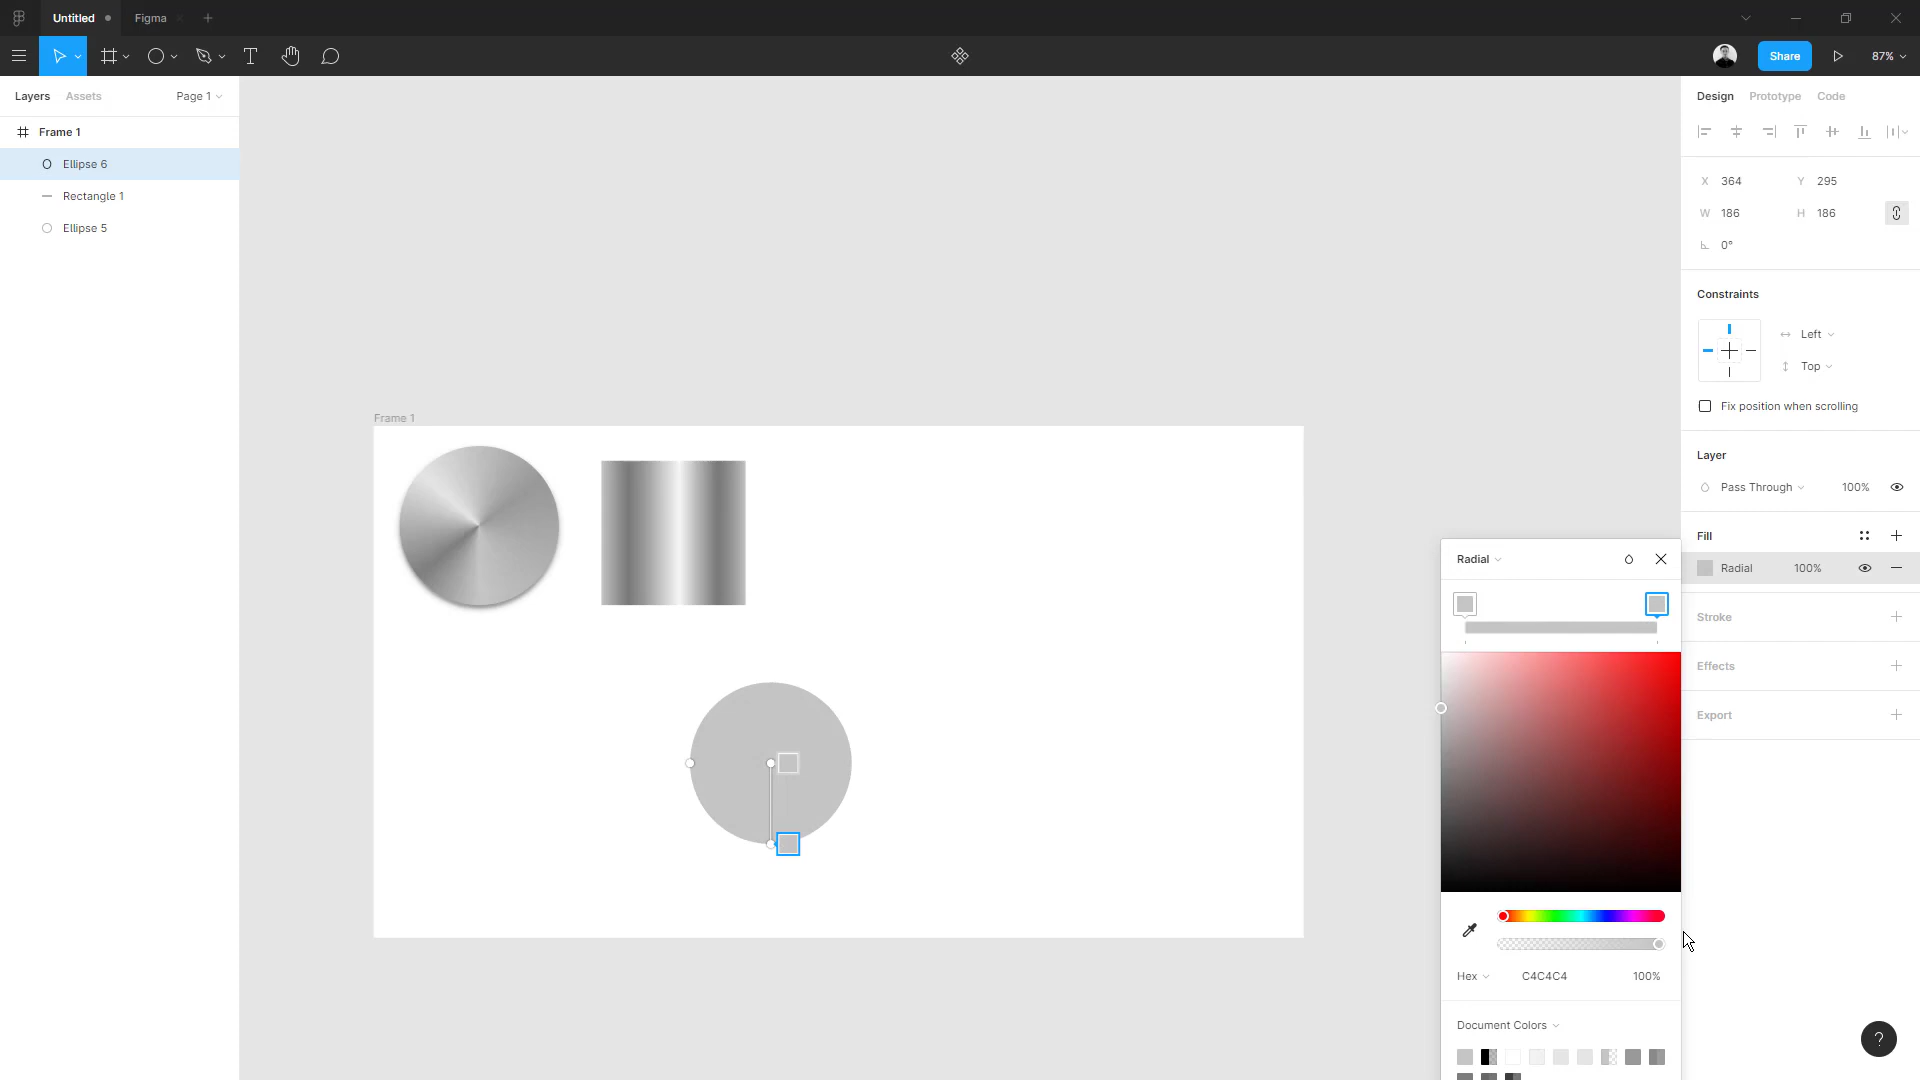 Untitled
Figma
Share
87%
Layers
Assets
Page 1
Design
Prototype
Code
Frame 1
Ellipse 6
Rectangle 1
Ellipse 5
X 364
Y 295
W 186
H 186
0°
Constraints
Left
Top
Fix position when scrolling
Layer
Pass Through
100%
Fill
Radial
100%
Stroke
Effects
Export
Frame 1
Radial
Hex
C4C4C4
100%
Document Colors
?